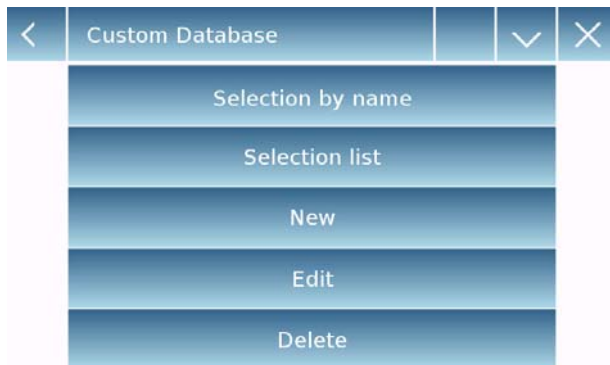 Custom Database
Selection by name
Selection list
New
Edit
Delete